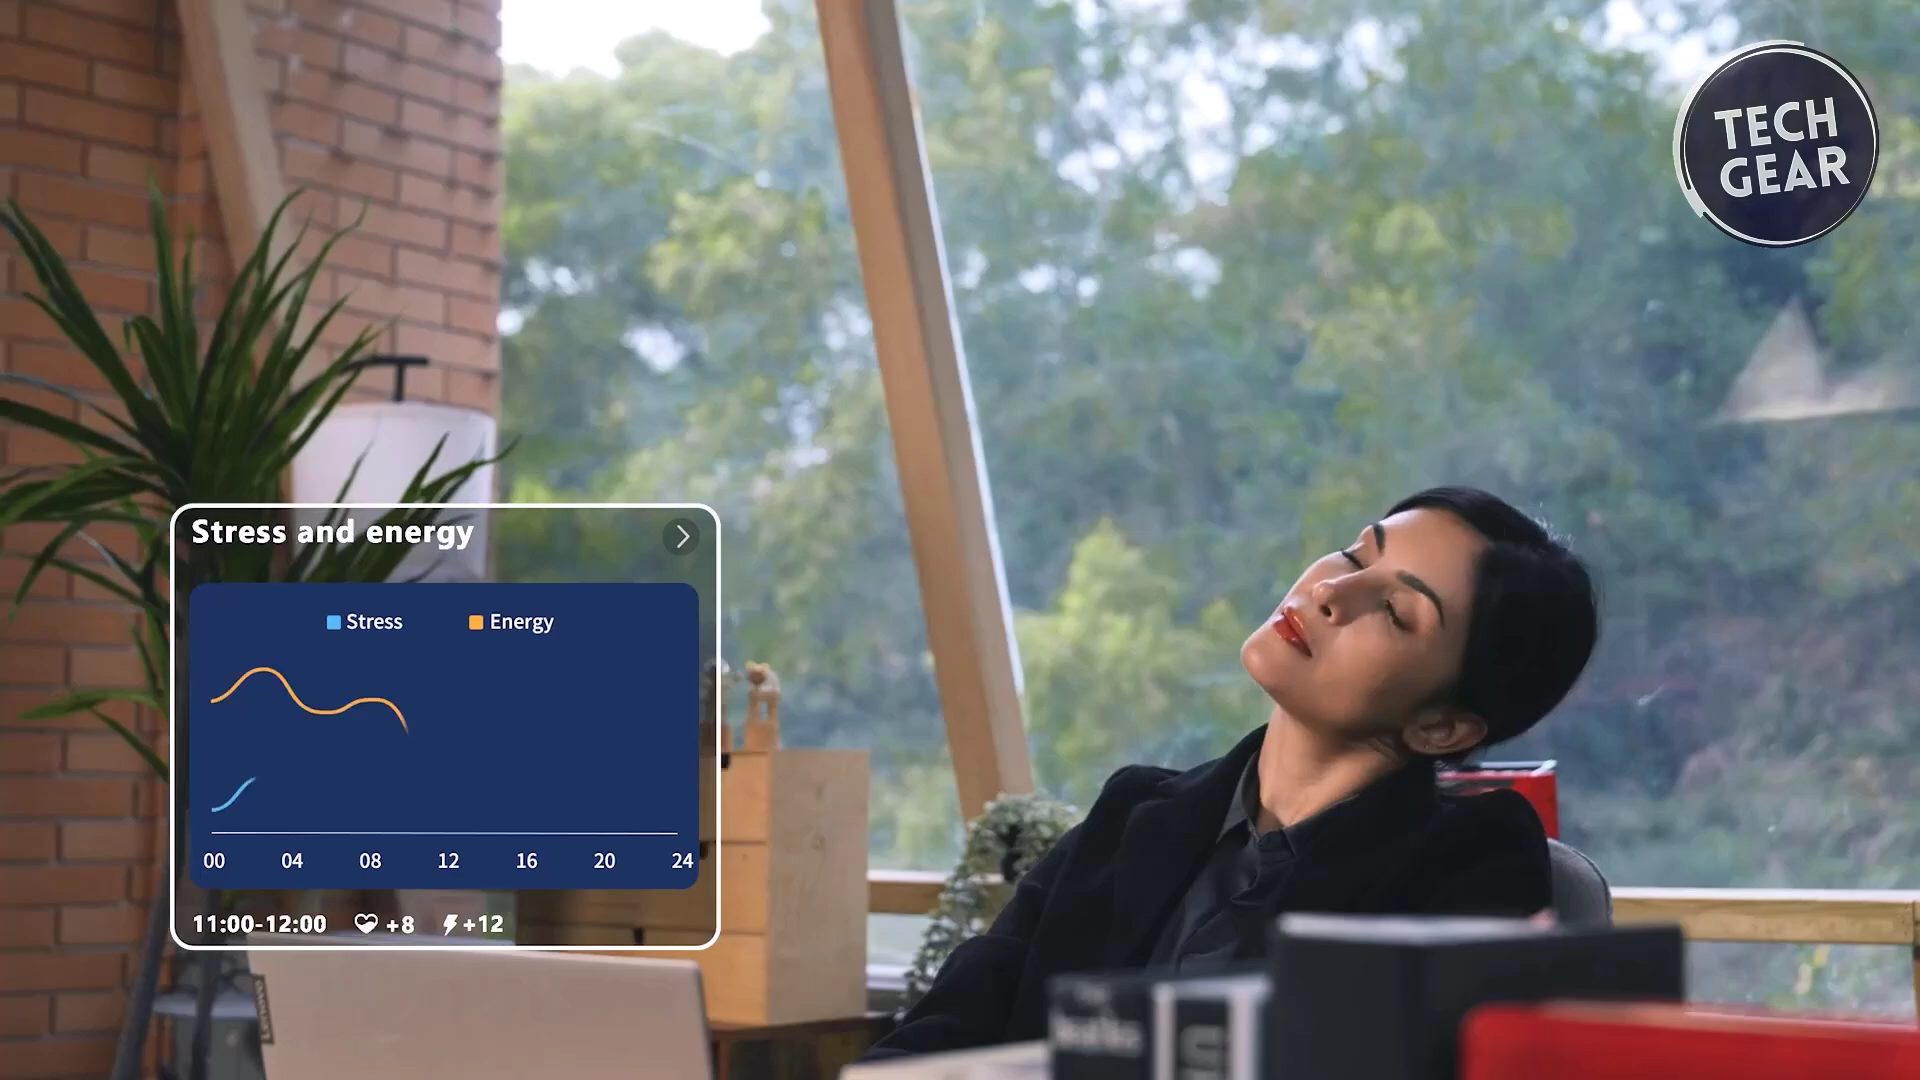 TECH
GEAR
Stress and energy
Stress Energy
00 04 08 12 16 20 24
11:00-12:00 +8 +12
Lenovo